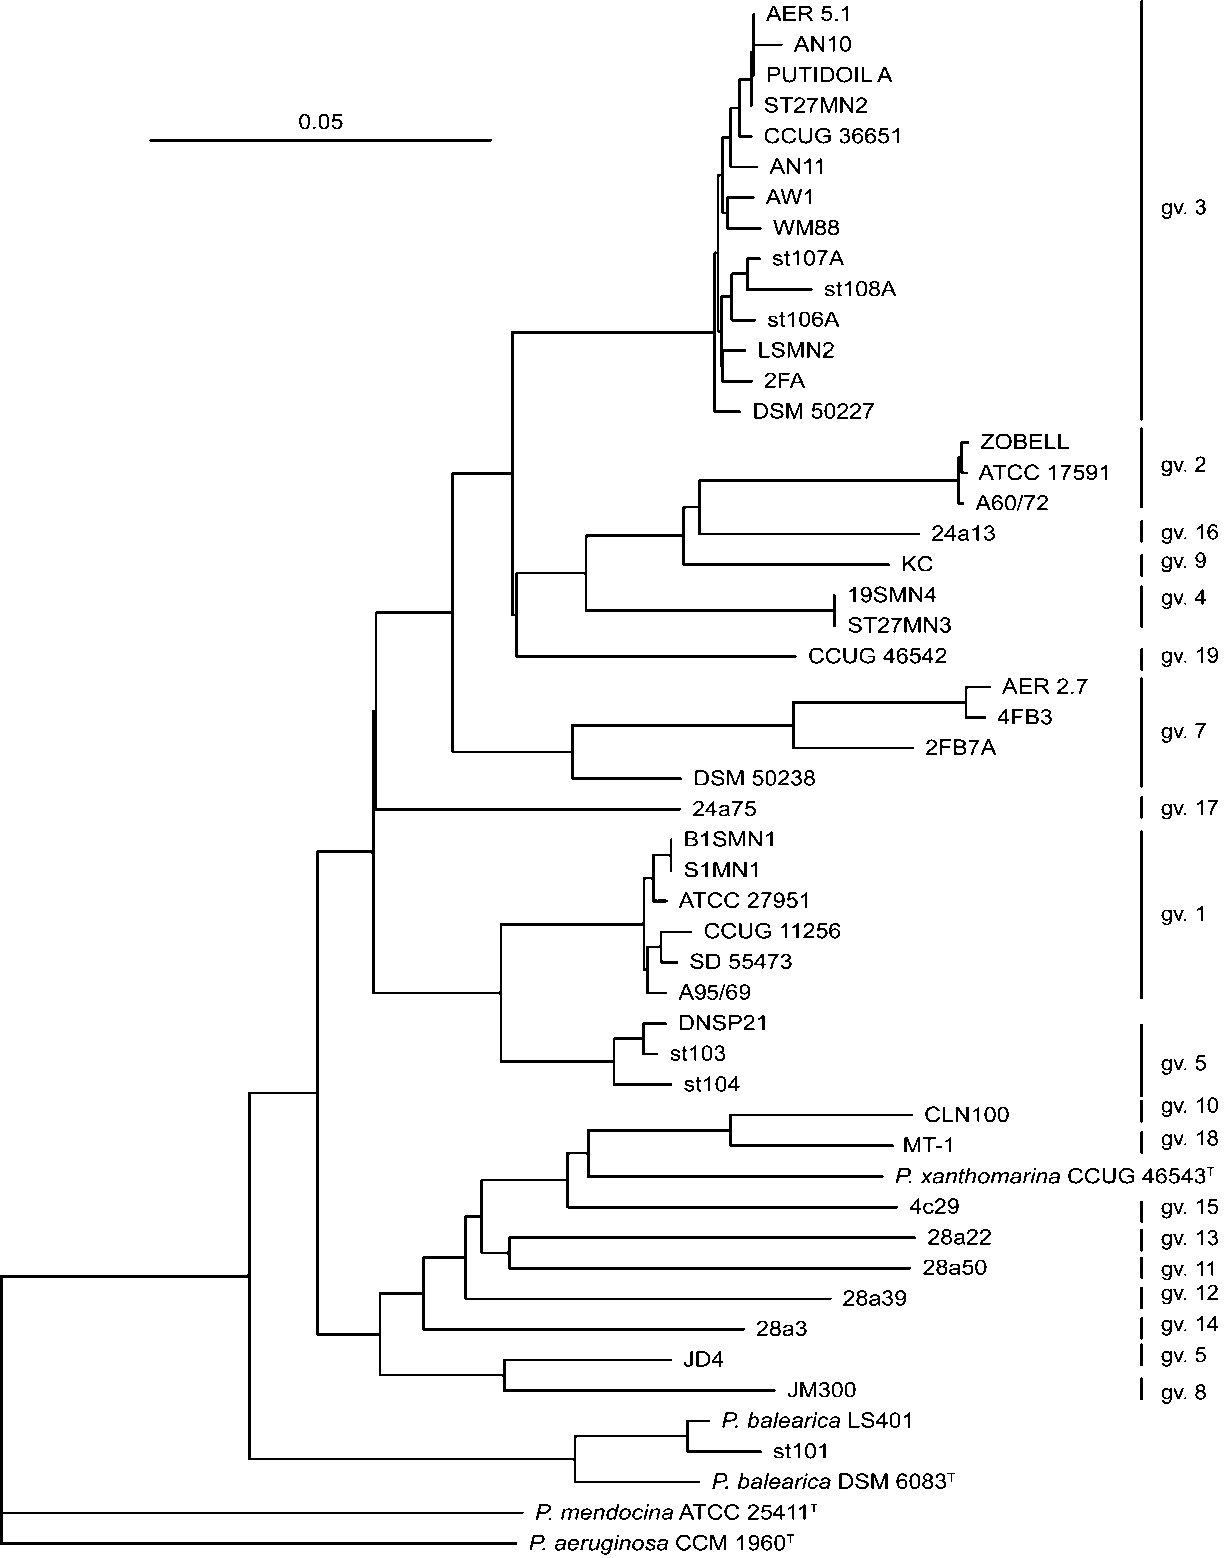 AER 5.1
AN10
PUTIDOIL A
0.05
ST27MN2
CCUG 36651
AN11
AW1
gv. 3
WM88
st107A
st108A
st106A
LSMN2
2FA
DSM 50227
ZOBELL
gv. 2
ATCC 17591
A60/72
24a13 gv. 16
KC gv. 9
19SMN4 gv. 4
ST27MN3
CCUG 46542 gv. 19
AER 2.7
4FB3
gv. 7
2FB7A
DSM 50238
24a75 gv. 17
B1SMN1
S1MN1
ATCC 27951
gv. 1
CCUG 11256
SD 55473
A95/69
DNSP21
st103
gv. 5
st104
CLN100 gv. 10
MT-1 gv. 18
P. xanthomarina CCUG 46543ᵀ
4c29 gv. 15
28a22 gv. 13
28a50 gv. 11
28a39 gv. 12
28a3 gv. 14
JD4 gv. 5
JM300 gv. 8
P. balearica LS401
st101
P. balearica DSM 6083ᵀ
P. mendocina ATCC 25411ᵀ
P. aeruginosa CCM 1960ᵀ